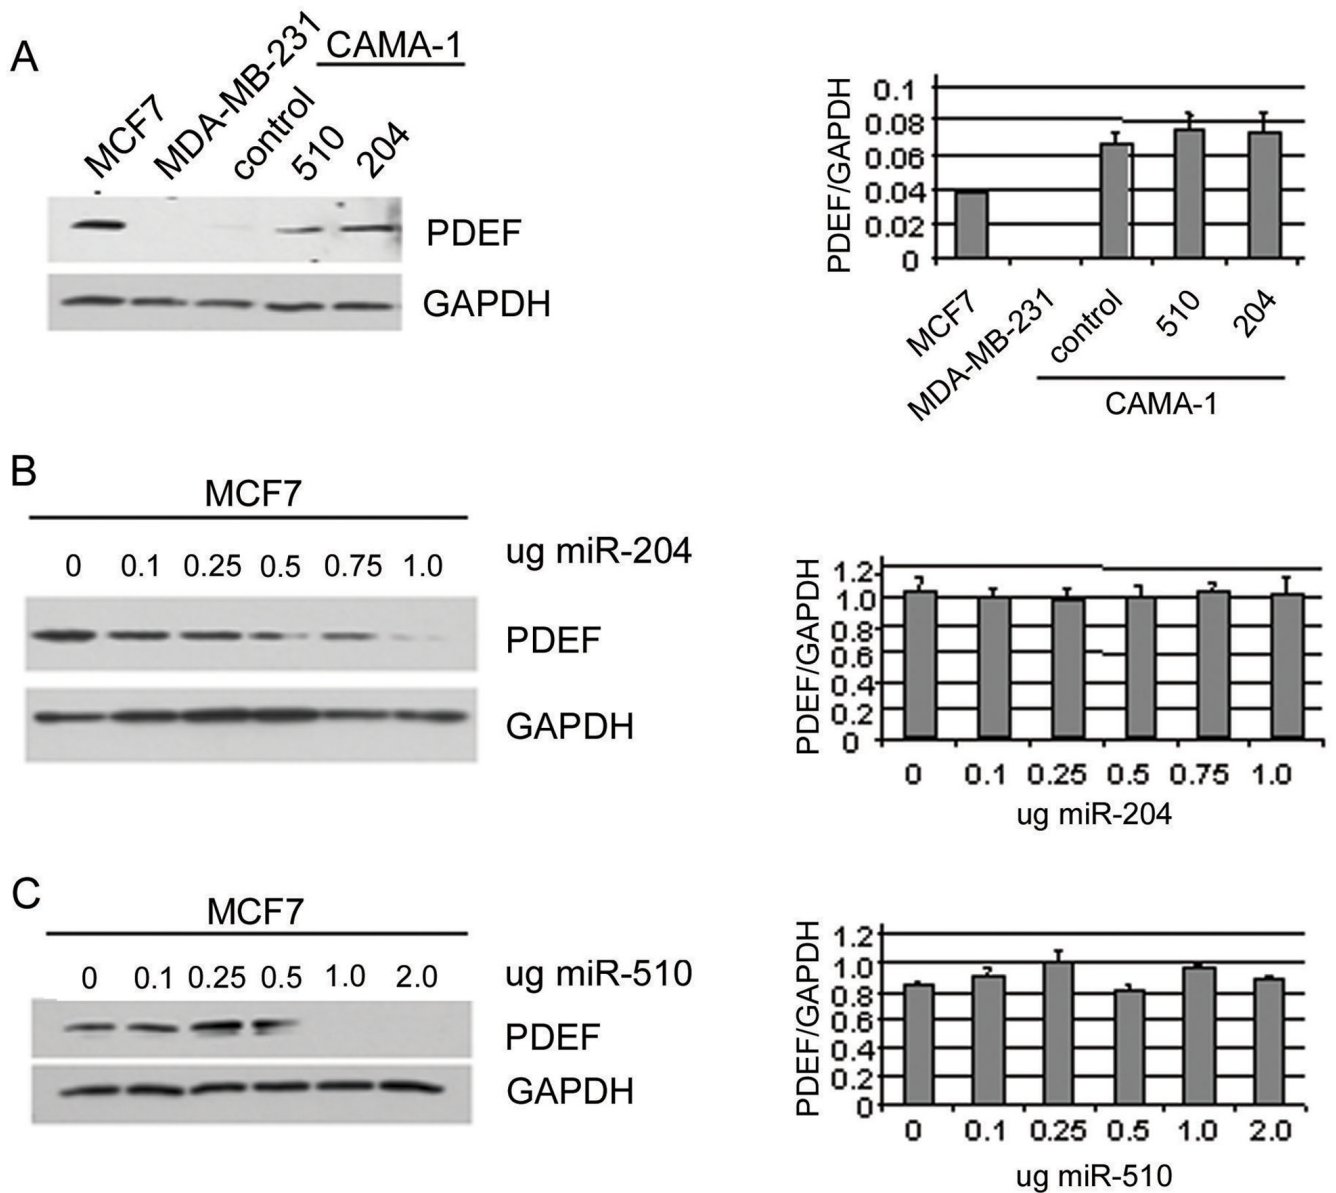 A
MCF7
MDA-MB-231
control
510
204
CAMA-1
PDEF
GAPDH
PDEF/GAPDH
0.1
0.08
0.06
0.04
0.02
0
MCF7
MDA-MB-231
control
510
204
CAMA-1
B
MCF7
0 0.1 0.25 0.5 0.75 1.0
ug miR-204
PDEF
GAPDH
PDEF/GAPDH
1.2
1.0
0.8
0.6
0.4
0.2
0
0 0.1 0.25 0.5 0.75 1.0
ug miR-204
C
MCF7
0 0.1 0.25 0.5 1.0 2.0
ug miR-510
PDEF
GAPDH
PDEF/GAPDH
1.2
1.0
0.8
0.6
0.4
0.2
0
0 0.1 0.25 0.5 1.0 2.0
ug miR-510